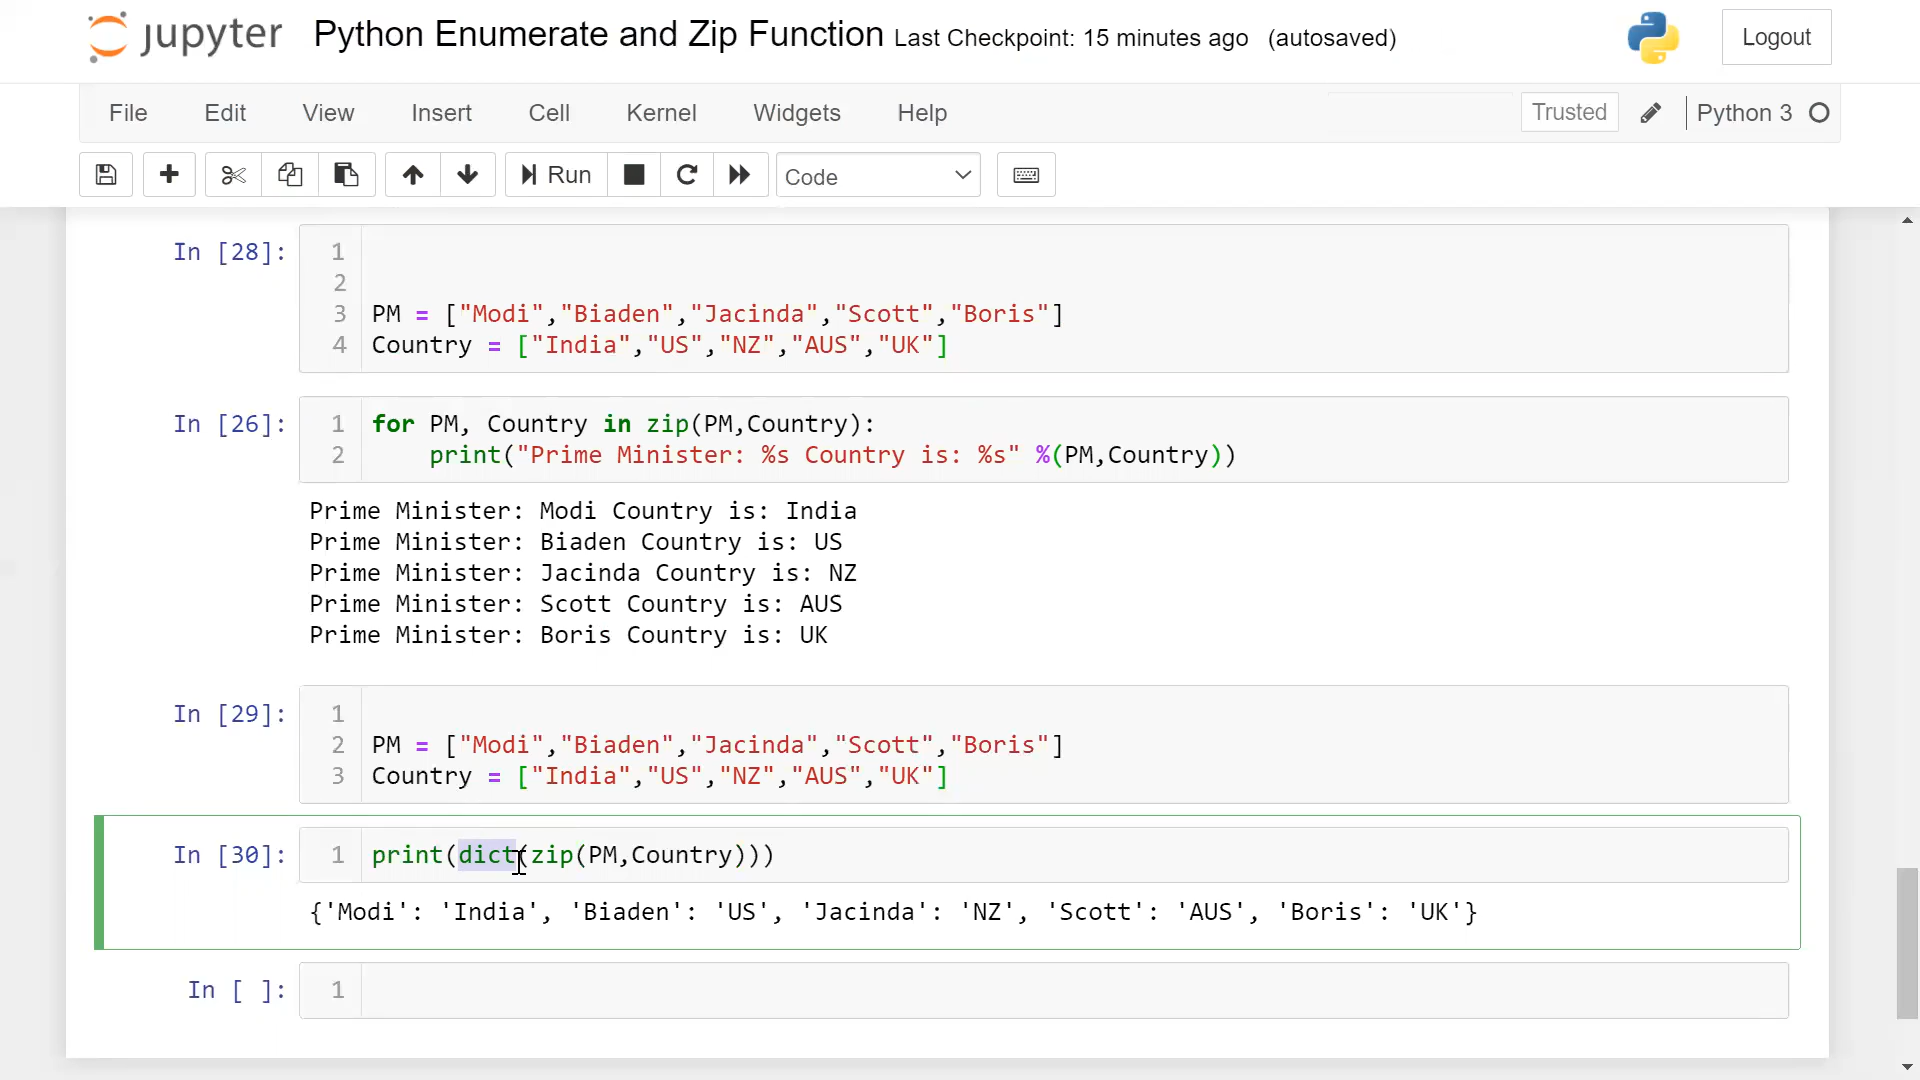 jupyter Python Enumerate and Zip Function Last Checkpoint: 15 minutes ago (autosaved) Logout
File Edit View Insert Cell Kernel Widgets Help Trusted Python 3
Run Code
In [28]: 1
2
3 PM = ["Modi","Biaden","Jacinda","Scott","Boris"]
4 Country = ["India","US","NZ","AUS","UK"]
In [26]: 1 for PM, Country in zip(PM,Country):
2 print("Prime Minister: %s Country is: %s" %(PM,Country))
Prime Minister: Modi Country is: India
Prime Minister: Biaden Country is: US
Prime Minister: Jacinda Country is: NZ
Prime Minister: Scott Country is: AUS
Prime Minister: Boris Country is: UK
In [29]: 1
2 PM = ["Modi","Biaden","Jacinda","Scott","Boris"]
3 Country = ["India","US","NZ","AUS","UK"]
In [30]: 1 print(dict(zip(PM,Country)))
{'Modi': 'India', 'Biaden': 'US', 'Jacinda': 'NZ', 'Scott': 'AUS', 'Boris': 'UK'}
In [ ]: 1